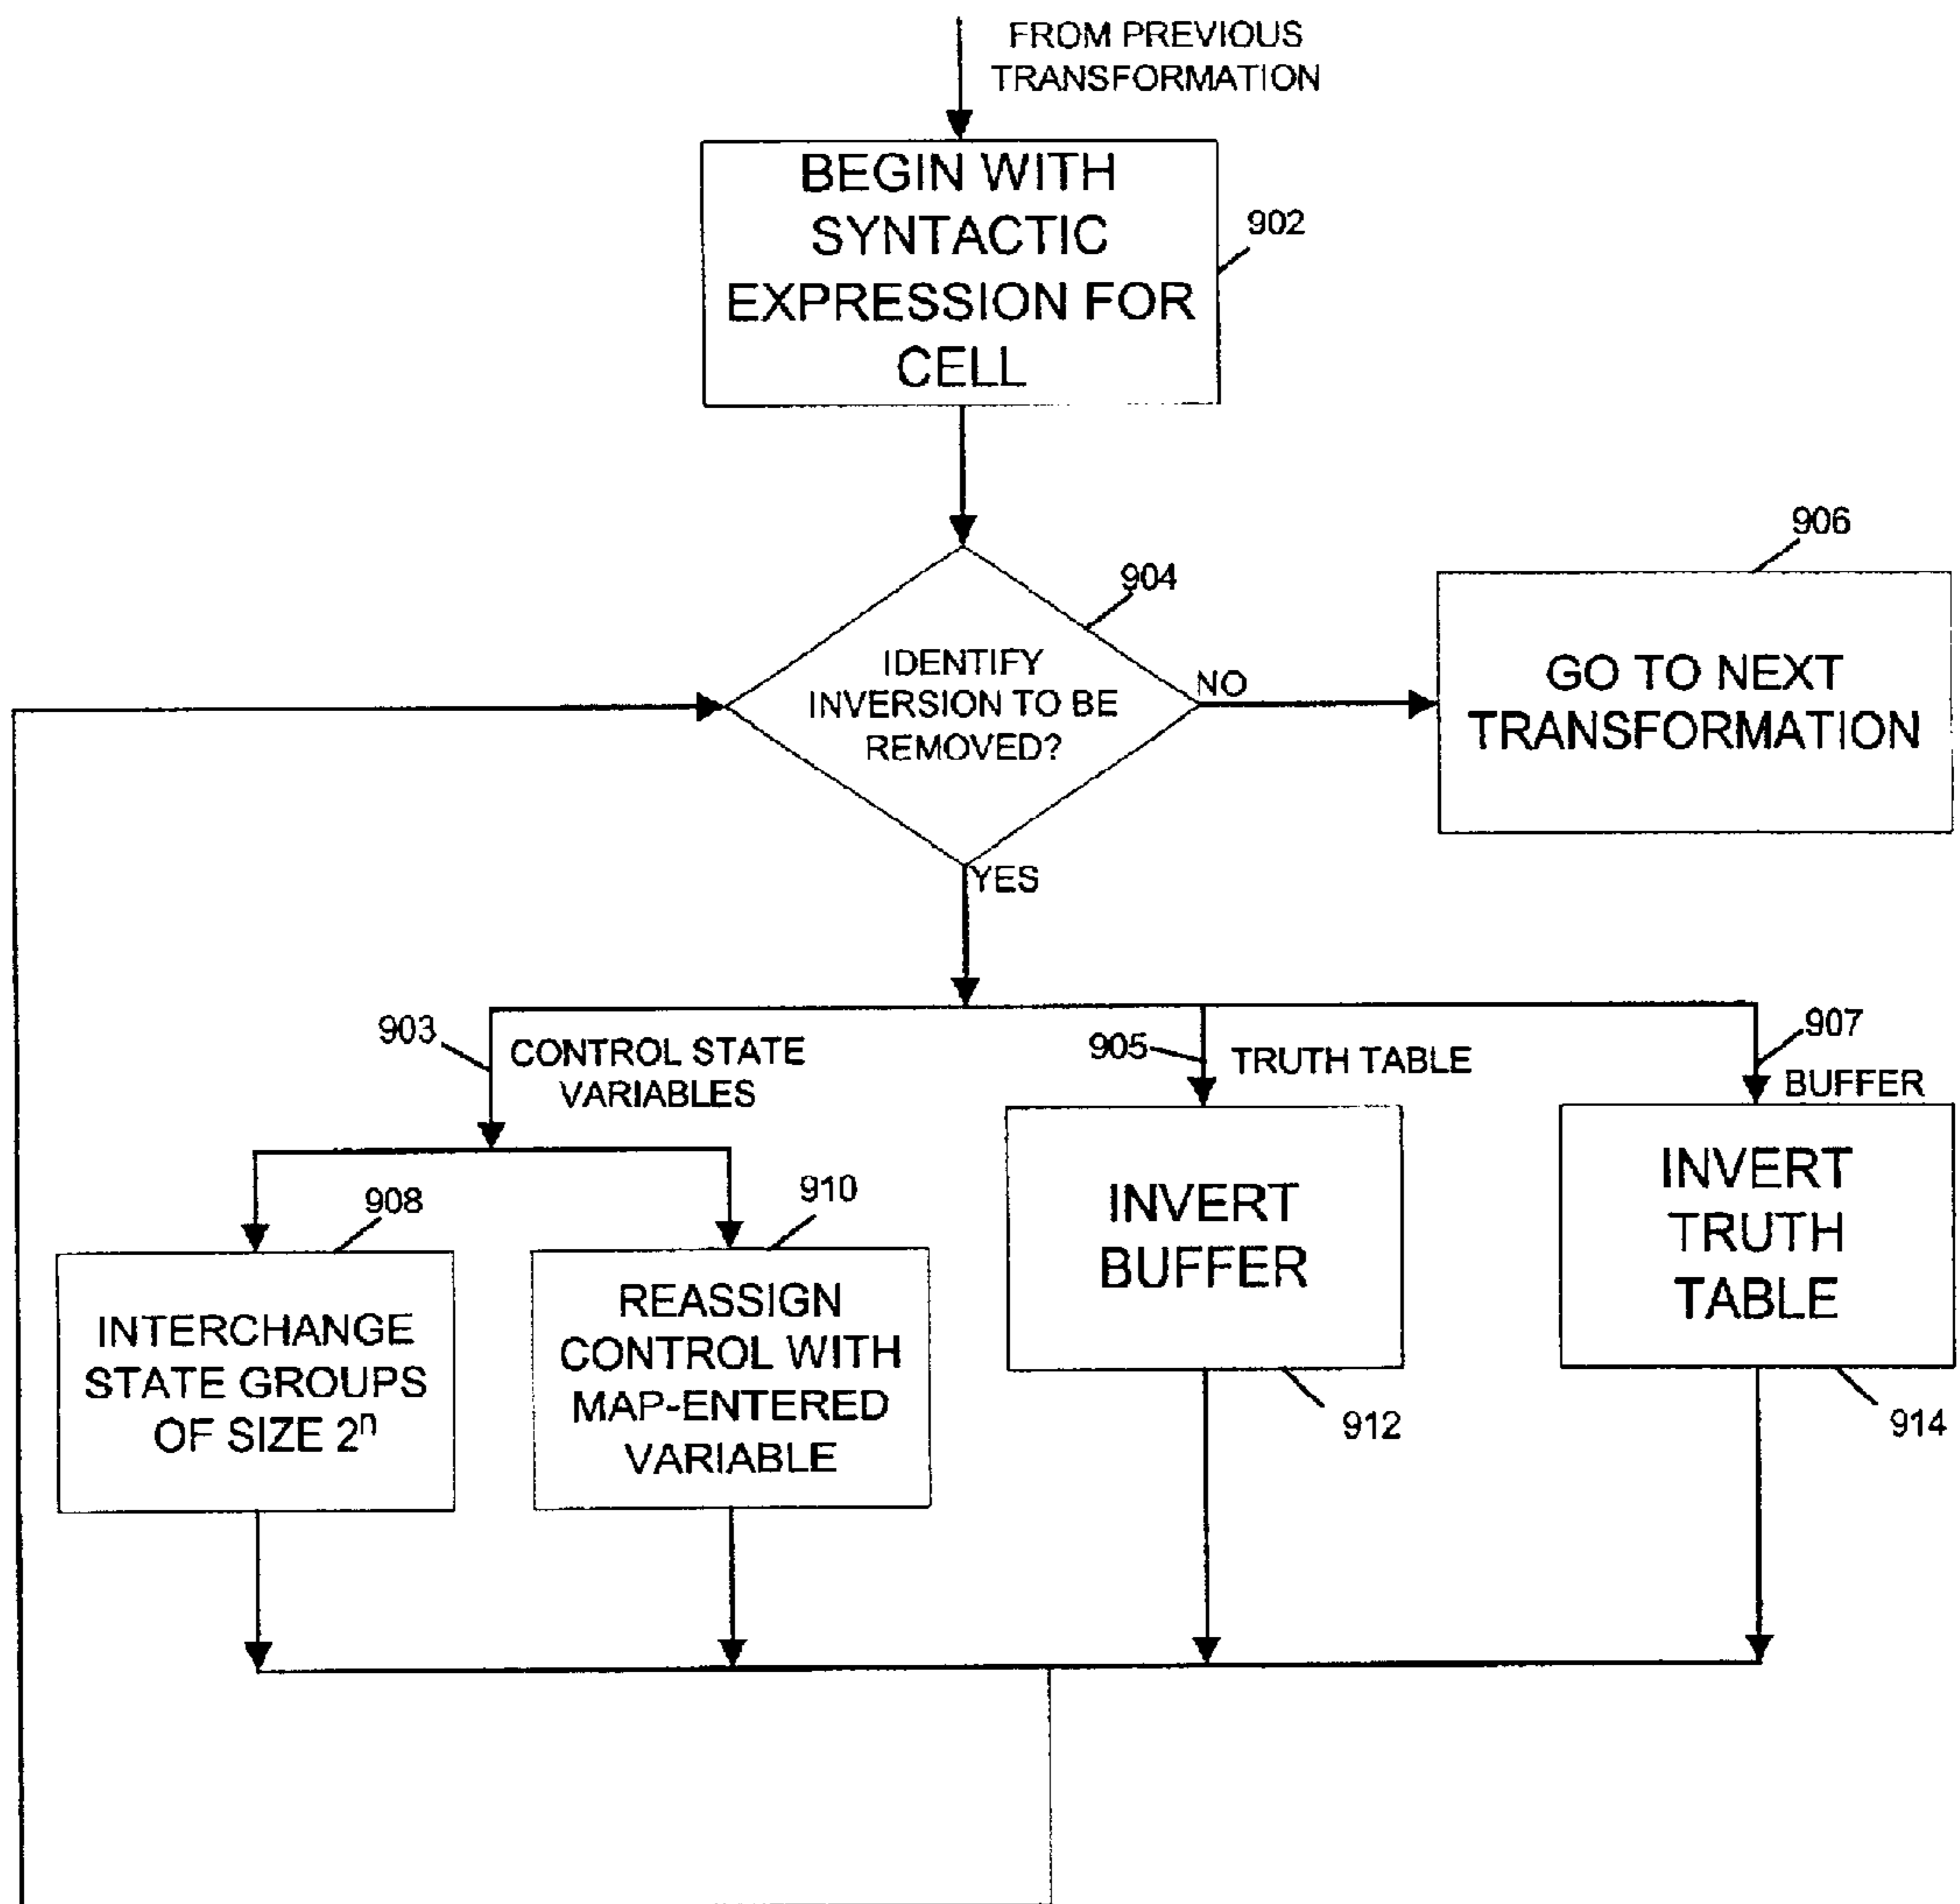 FROM PREVIOUS
TRANSFORMATION
BEGIN WITH
SYNTACTIC
EXPRESSION FOR
CELL
902
904
906
IDENTIFY
INVERSION TO BE
REMOVED?
NO
GO TO NEXT
TRANSFORMATION
YES
903
CONTROL STATE
VARIABLES
905
TRUTH TABLE
907
BUFFER
908
INTERCHANGE
STATE GROUPS
OF SIZE 2ⁿ
910
REASSIGN
CONTROL WITH
MAP-ENTERED
VARIABLE
INVERT
BUFFER
912
INVERT
TRUTH
TABLE
914